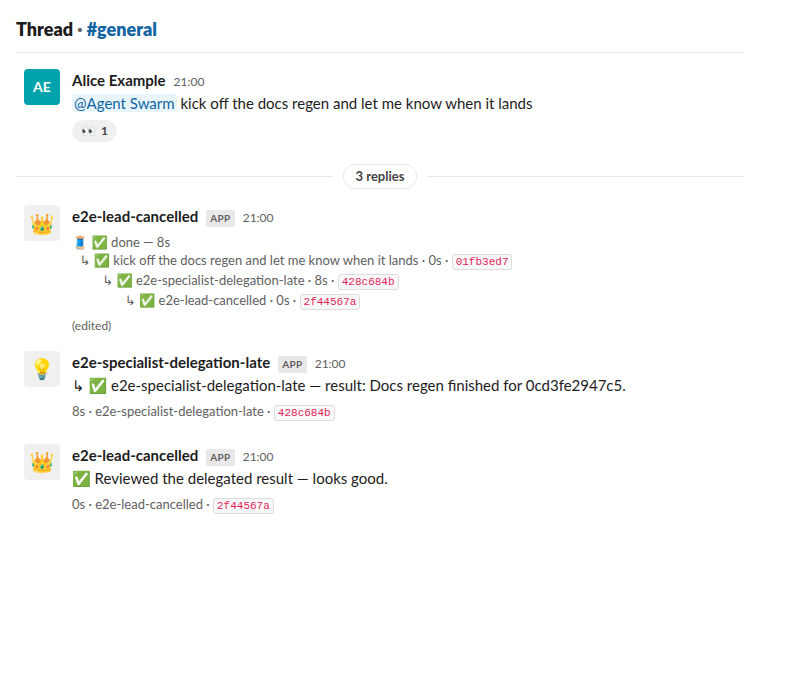 Thread • #general
AE
Alice Example 21:00
@Agent Swarm kick off the docs regen and let me know when it lands
👀 1
3 replies
e2e-lead-cancelled APP 21:00
🧵 ✅ done — 8s
↳ ✅ kick off the docs regen and let me know when it lands · 0s · 01fb3ed7
↳ ✅ e2e-specialist-delegation-late · 8s · 428c684b
↳ ✅ e2e-lead-cancelled · 0s · 2f44567a
(edited)
e2e-specialist-delegation-late APP 21:00
↳ ✅ e2e-specialist-delegation-late — result: Docs regen finished for 0cd3fe2947c5.
8s · e2e-specialist-delegation-late · 428c684b
e2e-lead-cancelled APP 21:00
✅ Reviewed the delegated result — looks good.
0s · e2e-lead-cancelled · 2f44567a